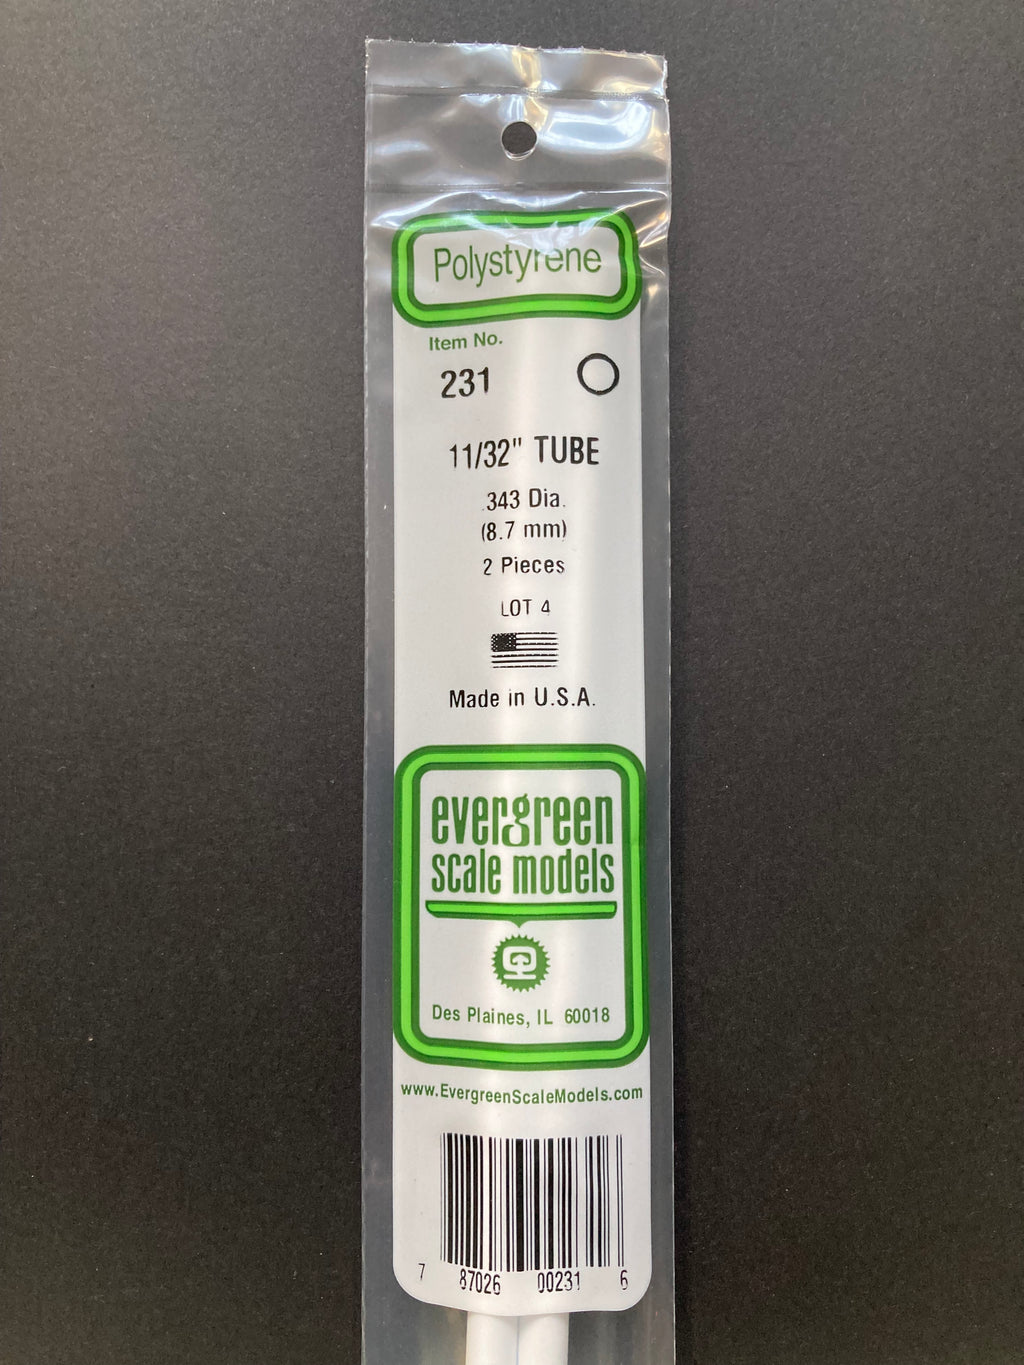 Polystyrene
Item No.
231
11/32" TUBE
.343 Dia.
(8.7 mm)
2 Pieces
LOT 4
Made in U.S.A.
evergreen
scale models
Des Plaines, IL 60018
www.EvergreenScaleModels.com
7 87026 00231 6